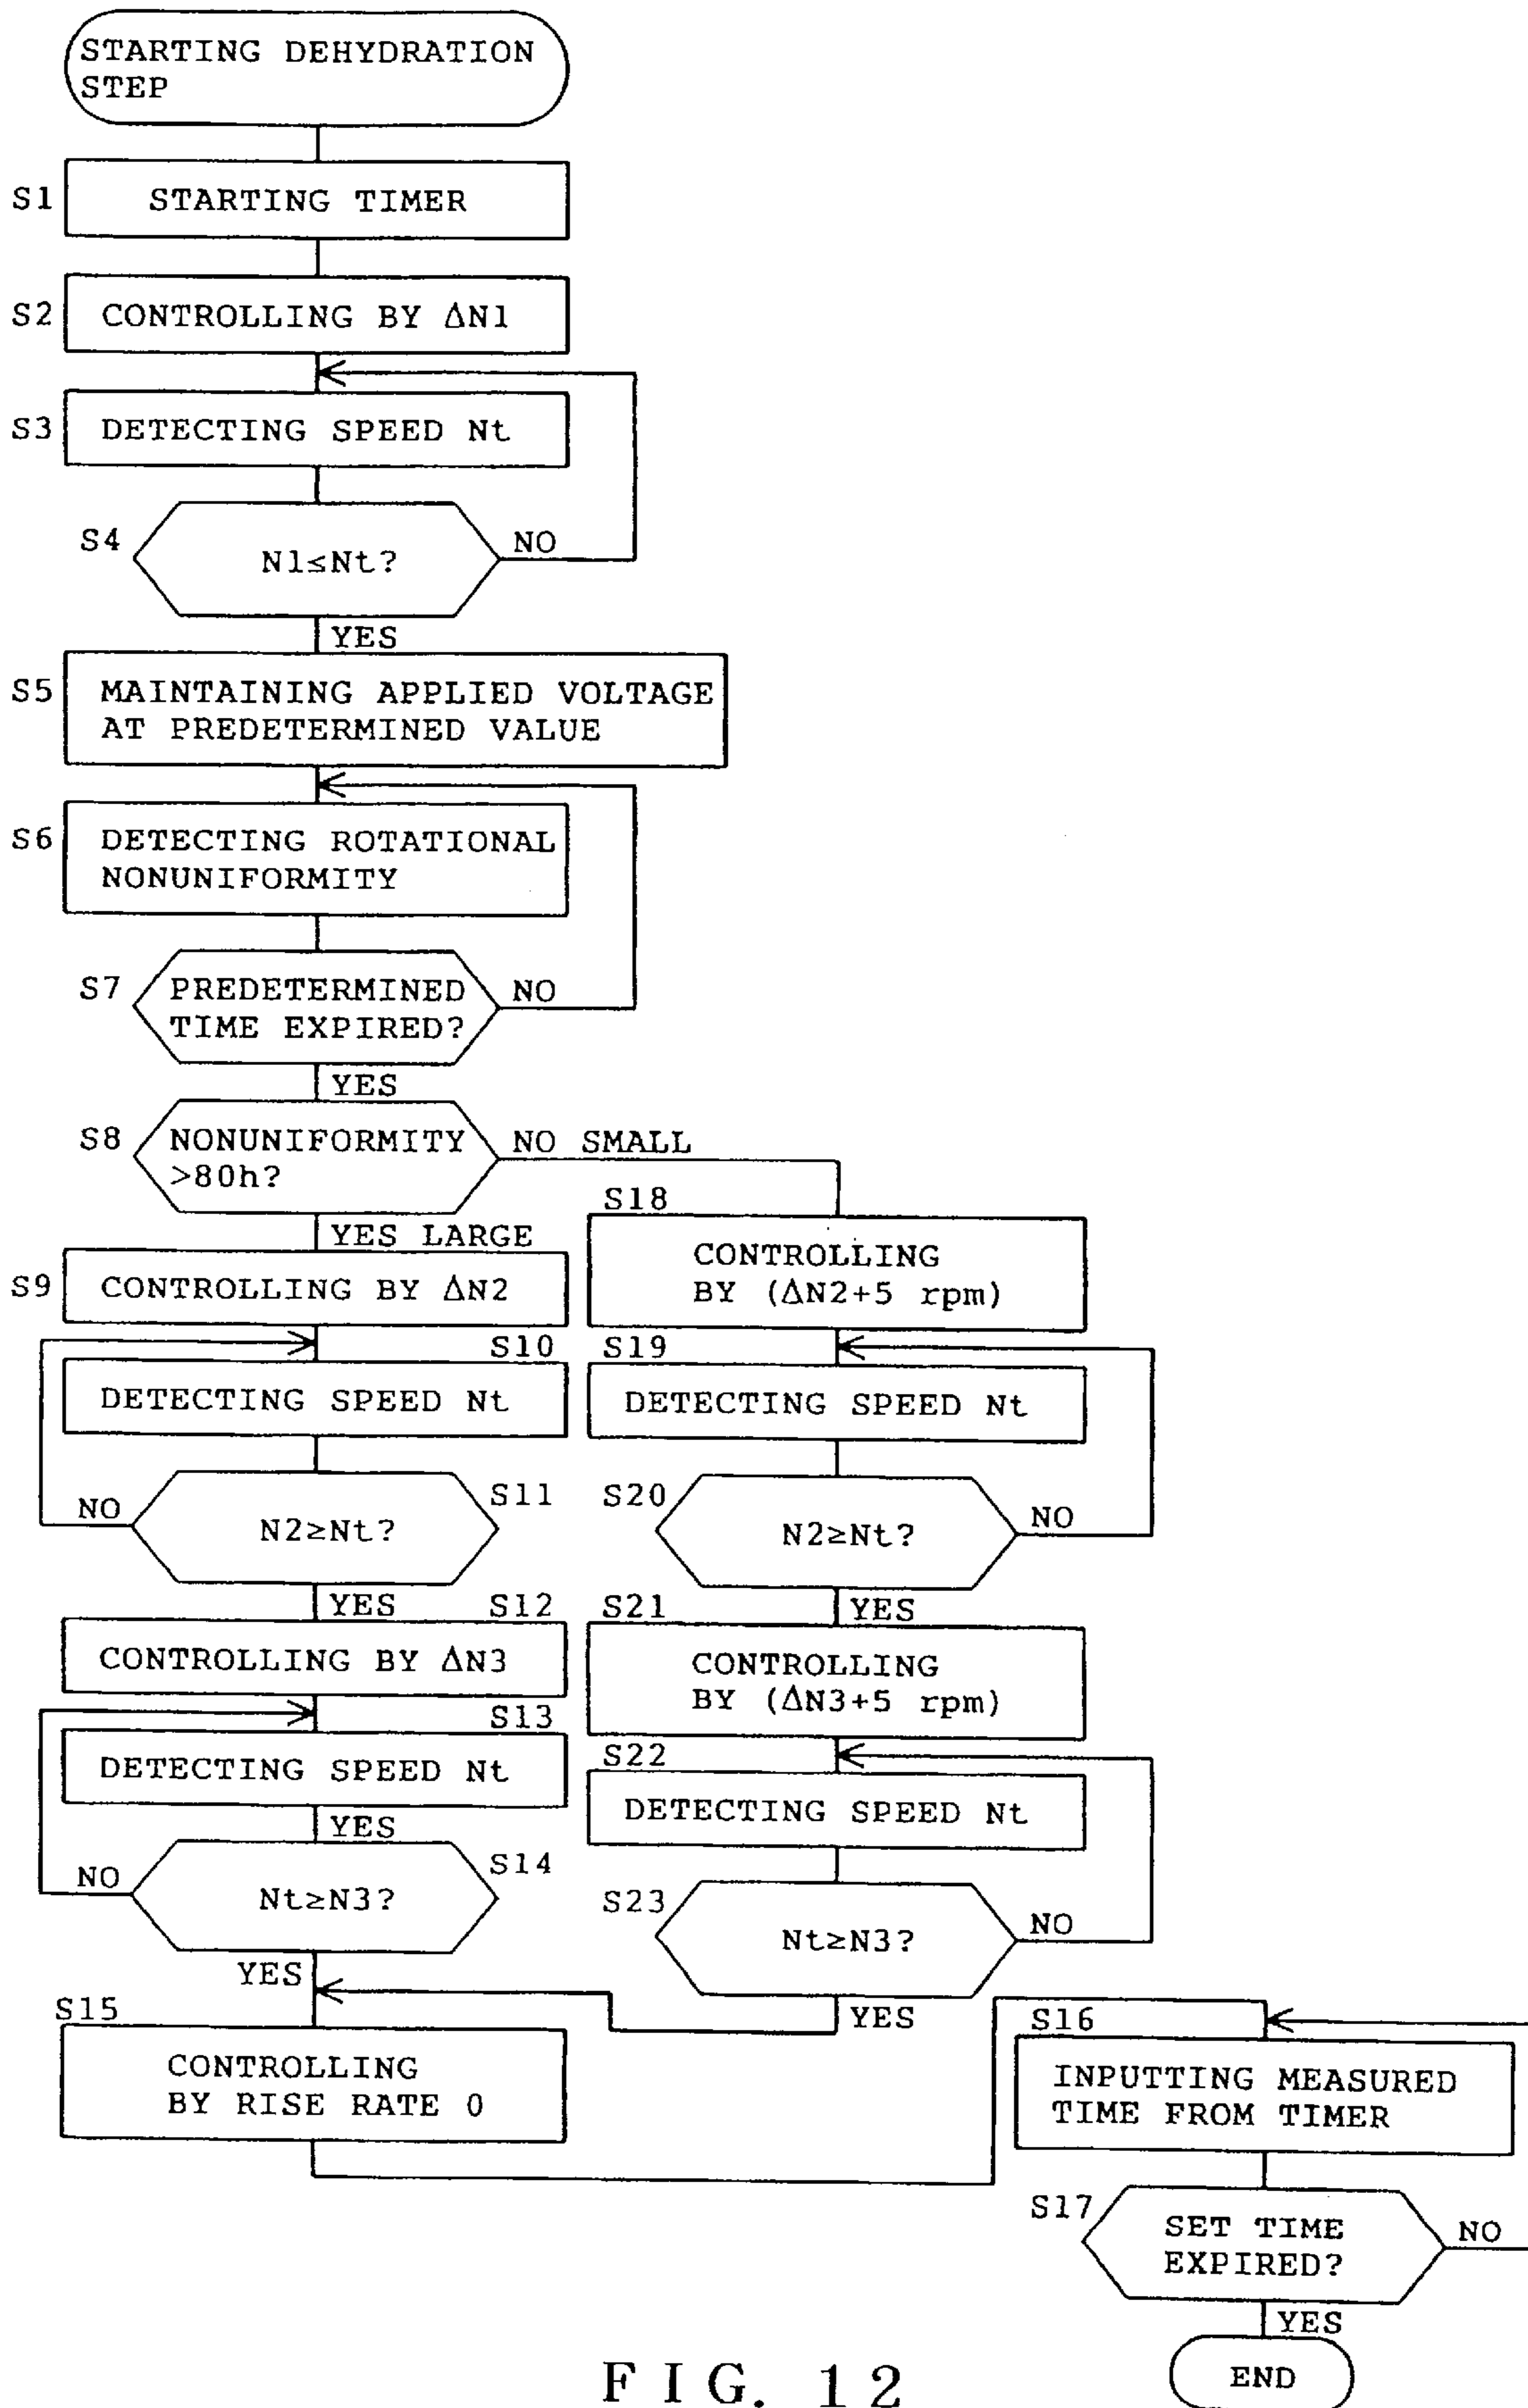 STARTING DEHYDRATION
STEP
S1
STARTING TIMER
S2
CONTROLLING BY ΔN1
S3
DETECTING SPEED Nt
S4
N1≤Nt?
NO
YES
S5
MAINTAINING APPLIED VOLTAGE
AT PREDETERMINED VALUE
S6
DETECTING ROTATIONAL
NONUNIFORMITY
S7
PREDETERMINED
TIME EXPIRED?
NO
YES
S8
NONUNIFORMITY
>80h?
NO SMALL
YES LARGE
S9
CONTROLLING BY ΔN2
S10
DETECTING SPEED Nt
S11
N2≥Nt?
NO
YES
S12
CONTROLLING BY ΔN3
S13
DETECTING SPEED Nt
YES
S14
Nt≥N3?
NO
YES
S15
CONTROLLING
BY RISE RATE 0
S18
CONTROLLING
BY (ΔN2+5 rpm)
S19
DETECTING SPEED Nt
S20
N2≥Nt?
NO
YES
S21
CONTROLLING
BY (ΔN3+5 rpm)
S22
DETECTING SPEED Nt
S23
Nt≥N3?
NO
YES
S16
INPUTTING MEASURED
TIME FROM TIMER
S17
SET TIME
EXPIRED?
NO
YES
END
FIG. 12